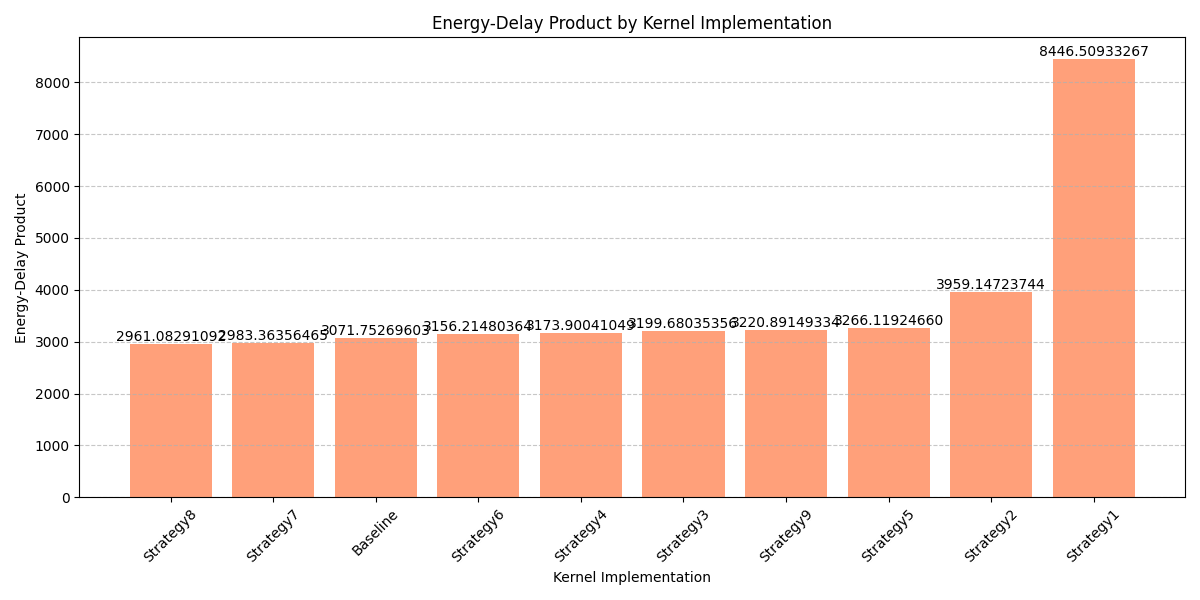 Energy-Delay Product by Kernel Implementation
8446.50933267
3959.14723744
2961.08291092
2983.36356465
3071.75269603
3156.21480364
3173.90041049
3199.68035356
3220.89149334
3266.11924660
Energy-Delay Product
8000
7000
6000
5000
4000
3000
2000
1000
0
Strategy8
Strategy7
Baseline
Strategy6
Strategy4
Strategy3
Strategy9
Strategy5
Strategy2
Strategy1
Kernel Implementation